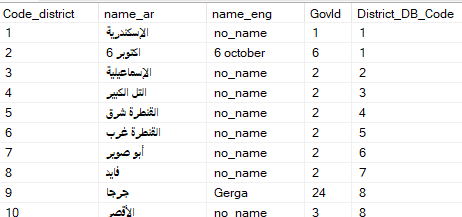 Code_district name_ar name_eng GovId District_DB_Code
1 الإسكندرية no_name 1 1
2 اكتوبر 6 6 october 6 1
3 الإسماعيلية no_name 2 2
4 التل الكبير no_name 2 3
5 القنطرة شرق no_name 2 4
6 القنطرة غرب no_name 2 5
7 أبو صوير no_name 2 6
8 فايد no_name 2 7
9 جرجا Gerga 24 8
10 الأقصر no_name 3 8